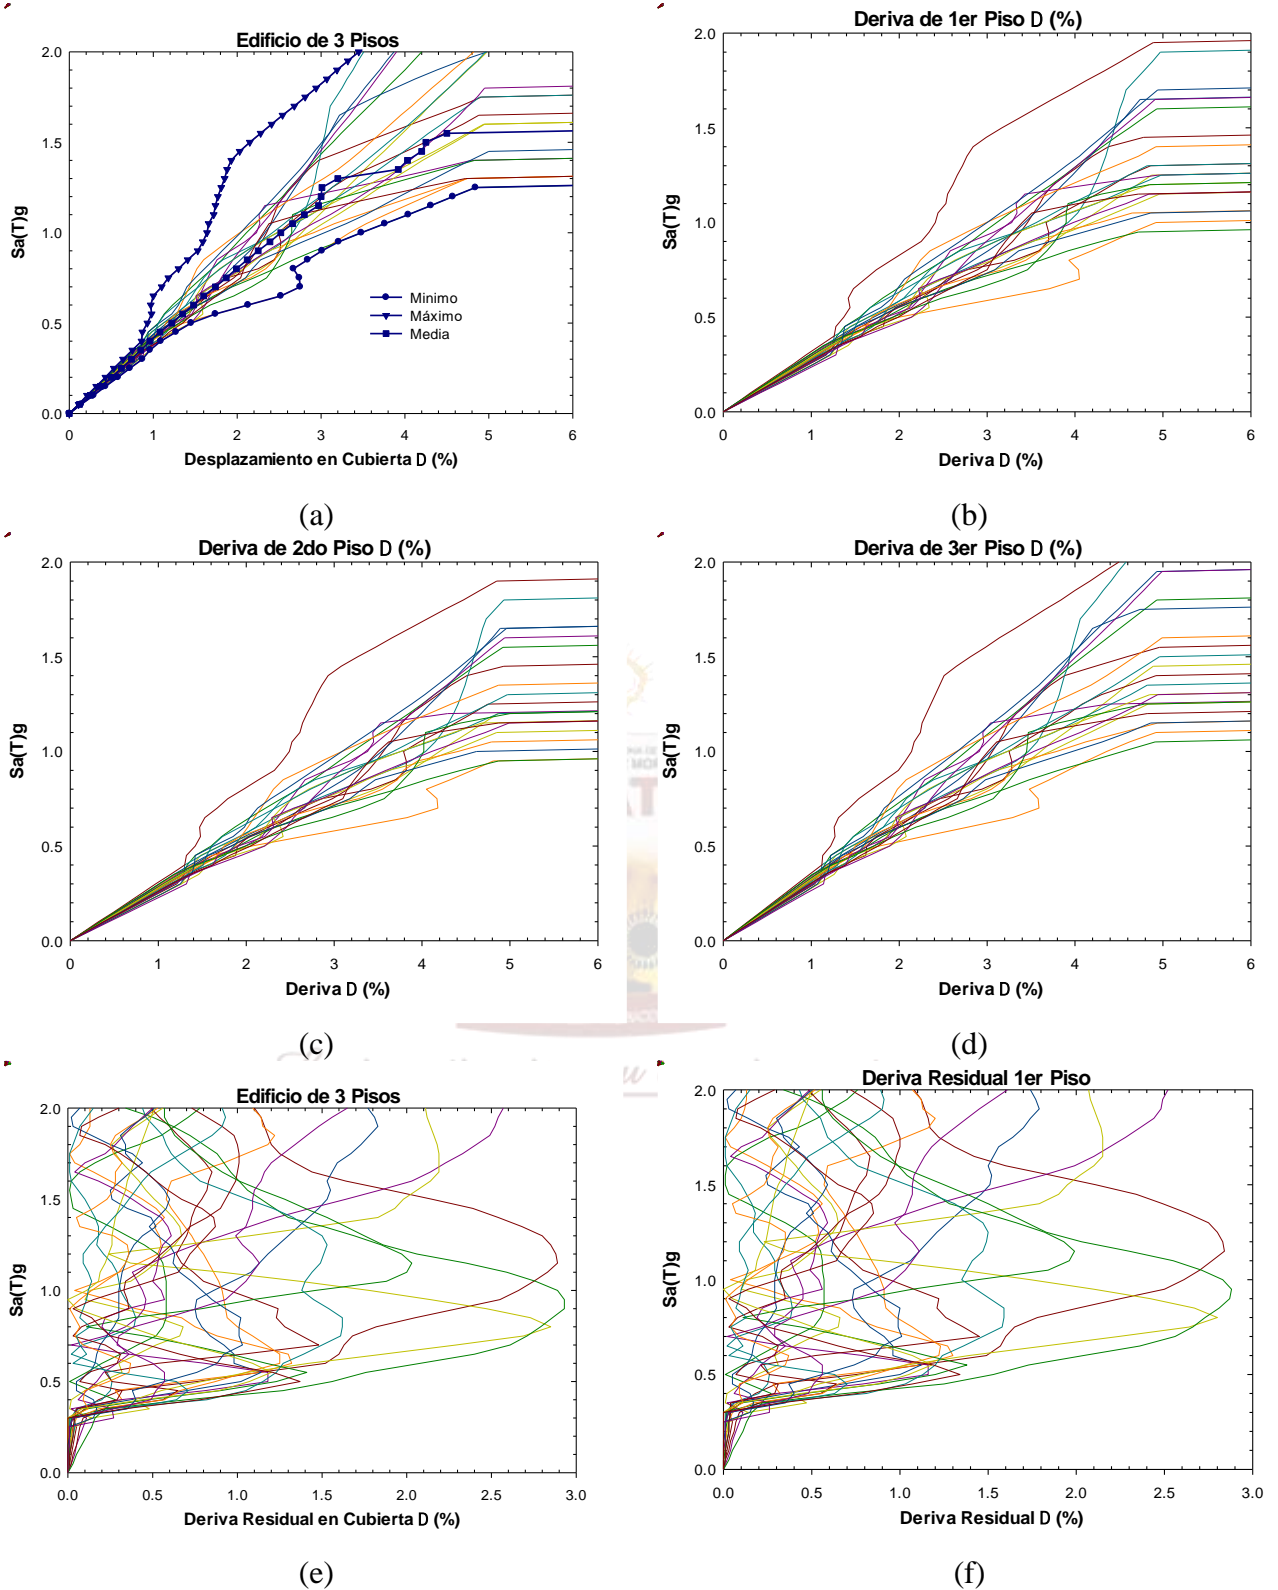 Edificio de 3 Pisos
2.0
1.5
1.0
0.5
0.0
Sa(T)g
Minimo
Máximo
Media
0 1 2 3 4 5 6
Desplazamiento en Cubierta D (%)
(a)
Deriva de 1er Piso D (%)
2.0
1.5
1.0
0.5
0.0
Sa(T)g
0 1 2 3 4 5 6
Deriva D (%)
(b)
Deriva de 2do Piso D (%)
2.0
1.5
1.0
0.5
0.0
Sa(T)g
0 1 2 3 4 5 6
Deriva D (%)
(c)
Deriva de 3er Piso D (%)
2.0
1.5
1.0
0.5
0.0
Sa(T)g
0 1 2 3 4 5 6
Deriva D (%)
(d)
Edificio de 3 Pisos
2.0
1.5
1.0
0.5
0.0
Sa(T)g
0.0 0.5 1.0 1.5 2.0 2.5 3.0
Deriva Residual en Cubierta D (%)
(e)
Deriva Residual 1er Piso
2.0
1.5
1.0
0.5
0.0
Sa(T)g
0.0 0.5 1.0 1.5 2.0 2.5 3.0
Deriva Residual D (%)
(f)